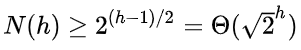 N(h) ≥ 2^{(h−1)/2} = Θ(√2^h)